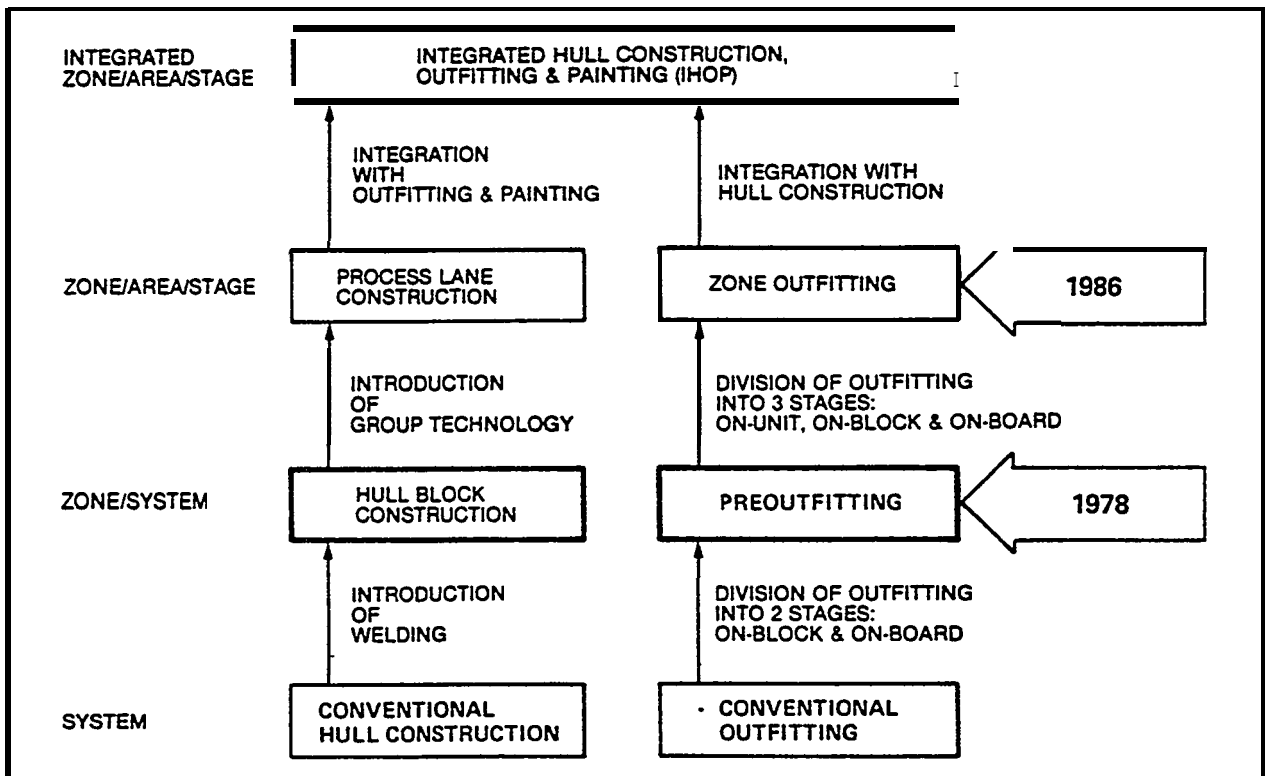 INTEGRATED
ZONE/AREA/STAGE
INTEGRATED HULL CONSTRUCTION,
OUTFITTING & PAINTING (IHOP)
INTEGRATION
WITH
OUTFITTING & PAINTING
INTEGRATION WITH
HULL CONSTRUCTION
ZONE/AREA/STAGE
PROCESS LANE
CONSTRUCTION
ZONE OUTFITTING
1986
INTRODUCTION
OF
GROUP TECHNOLOGY
DIVISION OF OUTFITTING
INTO 3 STAGES:
ON-UNIT, ON-BLOCK & ON-BOARD
ZONE/SYSTEM
HULL BLOCK
CONSTRUCTION
PREOUTFITTING
1978
INTRODUCTION
OF
WELDING
DIVISION OF OUTFITTING
INTO 2 STAGES:
ON-BLOCK & ON-BOARD
SYSTEM
CONVENTIONAL
HULL CONSTRUCTION
CONVENTIONAL
OUTFITTING